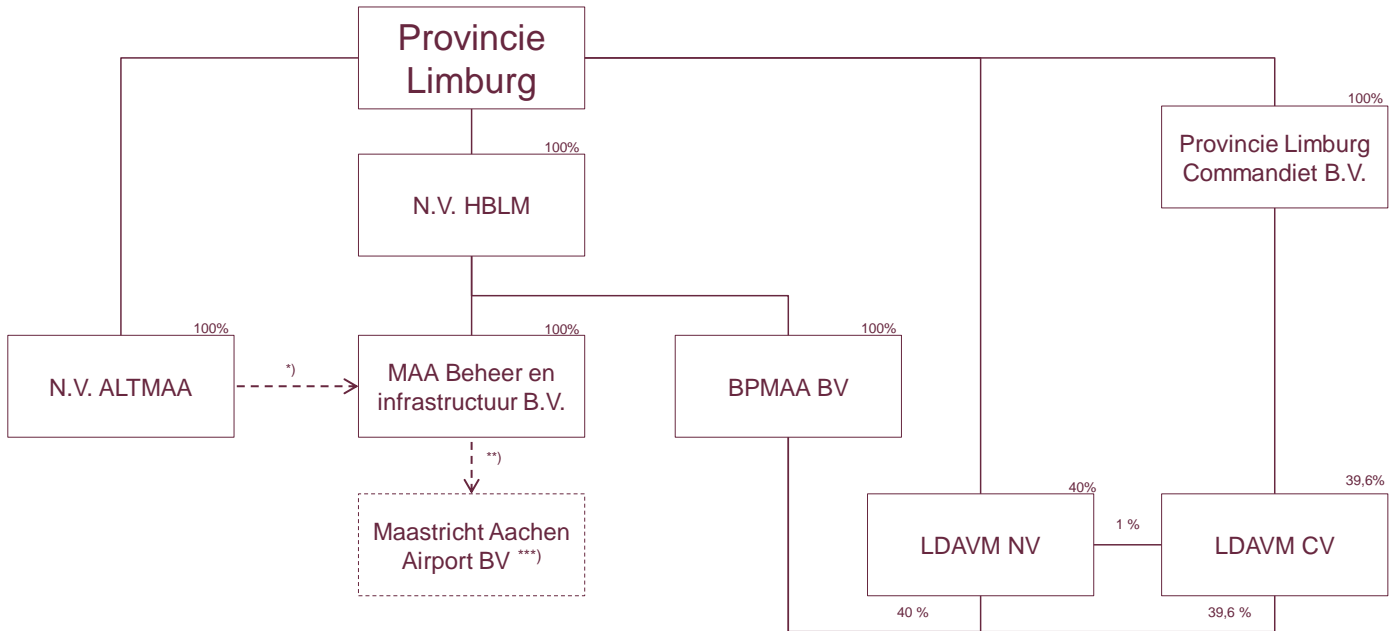 Provincie
Limburg
100%
100%
Provincie Limburg
Commandiet B.V.
N.V. HBLM
100%
100%
100%
N.V. ALTMAA
*)
MAA Beheer en
infrastructuur B.V.
BPMAA BV
**)
40%
39,6%
Maastricht Aachen
Airport BV ***)
LDAVM NV
1 %
LDAVM CV
40 %
39,6 %